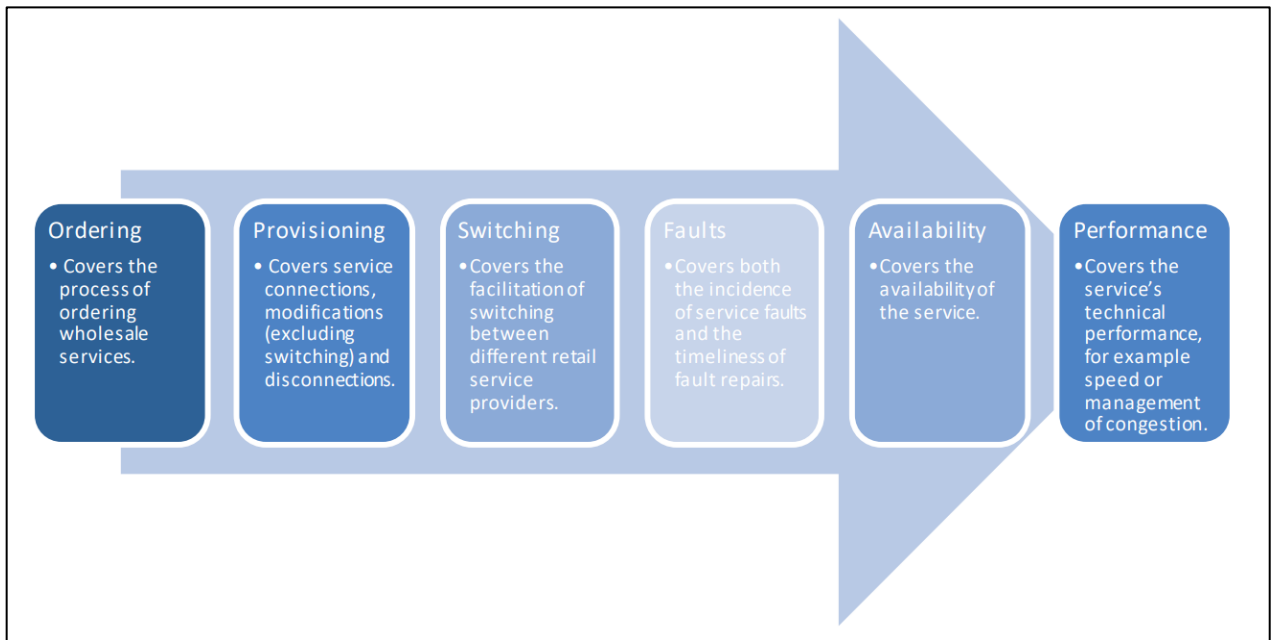 Ordering
• Covers the
process of
ordering
wholesale
services.
Provisioning
• Covers service
connections,
modifications
(excluding
switching) and
disconnections.
Switching
• Covers the
facilitation of
switching
between
different retail
service
providers.
Faults
• Covers both
the incidence
of service faults
and the
timeliness of
fault repairs.
Availability
• Covers the
availability of
the service.
Performance
• Covers the
service’s
technical
performance,
for example
speed or
management
of congestion.